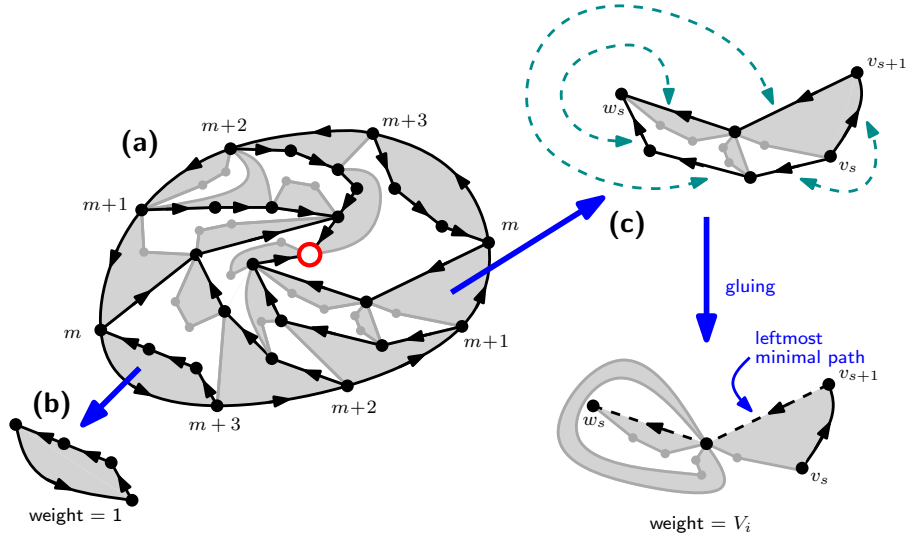 (a)
m+2
m+3
m+1
m
m
m+1
m+3
m+2
(b)
weight = 1
v_{s+1}
w_s
v_s
(c)
gluing
leftmost
minimal path
v_{s+1}
w_s
v_s
weight = V_i